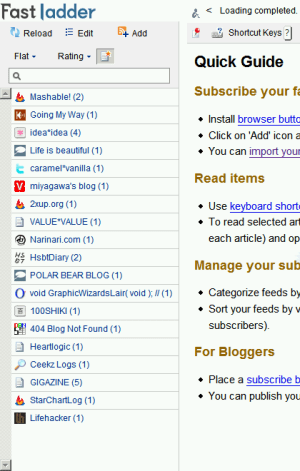 Fast ladder
< Loading completed.
Reload Edit Add
Shortcut Keys ?
Flat Rating
Quick Guide
Mashable! (2)
Going My Way (1)
idea*idea (4)
Life is beautiful (1)
caramel*vanilla (1)
miyagawa's blog (1)
2xup.org (1)
VALUE*VALUE (1)
Narinari.com (1)
HsbtDiary (2)
POLAR BEAR BLOG (1)
void GraphicWizardsLair( void ); // (1)
100SHIKI (1)
404 Blog Not Found (1)
Heartlogic (1)
Ceekz Logs (1)
GIGAZINE (5)
StarChartLog (1)
Lifehacker (1)
Subscribe your fa
Install browser butto
Click on 'Add' icon a
You can import your
Read items
Use keyboard short
To read selected art
each article) and op
Manage your sub
Categorize feeds by
Sort your feeds by v
subscribers).
For Bloggers
Place a subscribe b
You can publish you